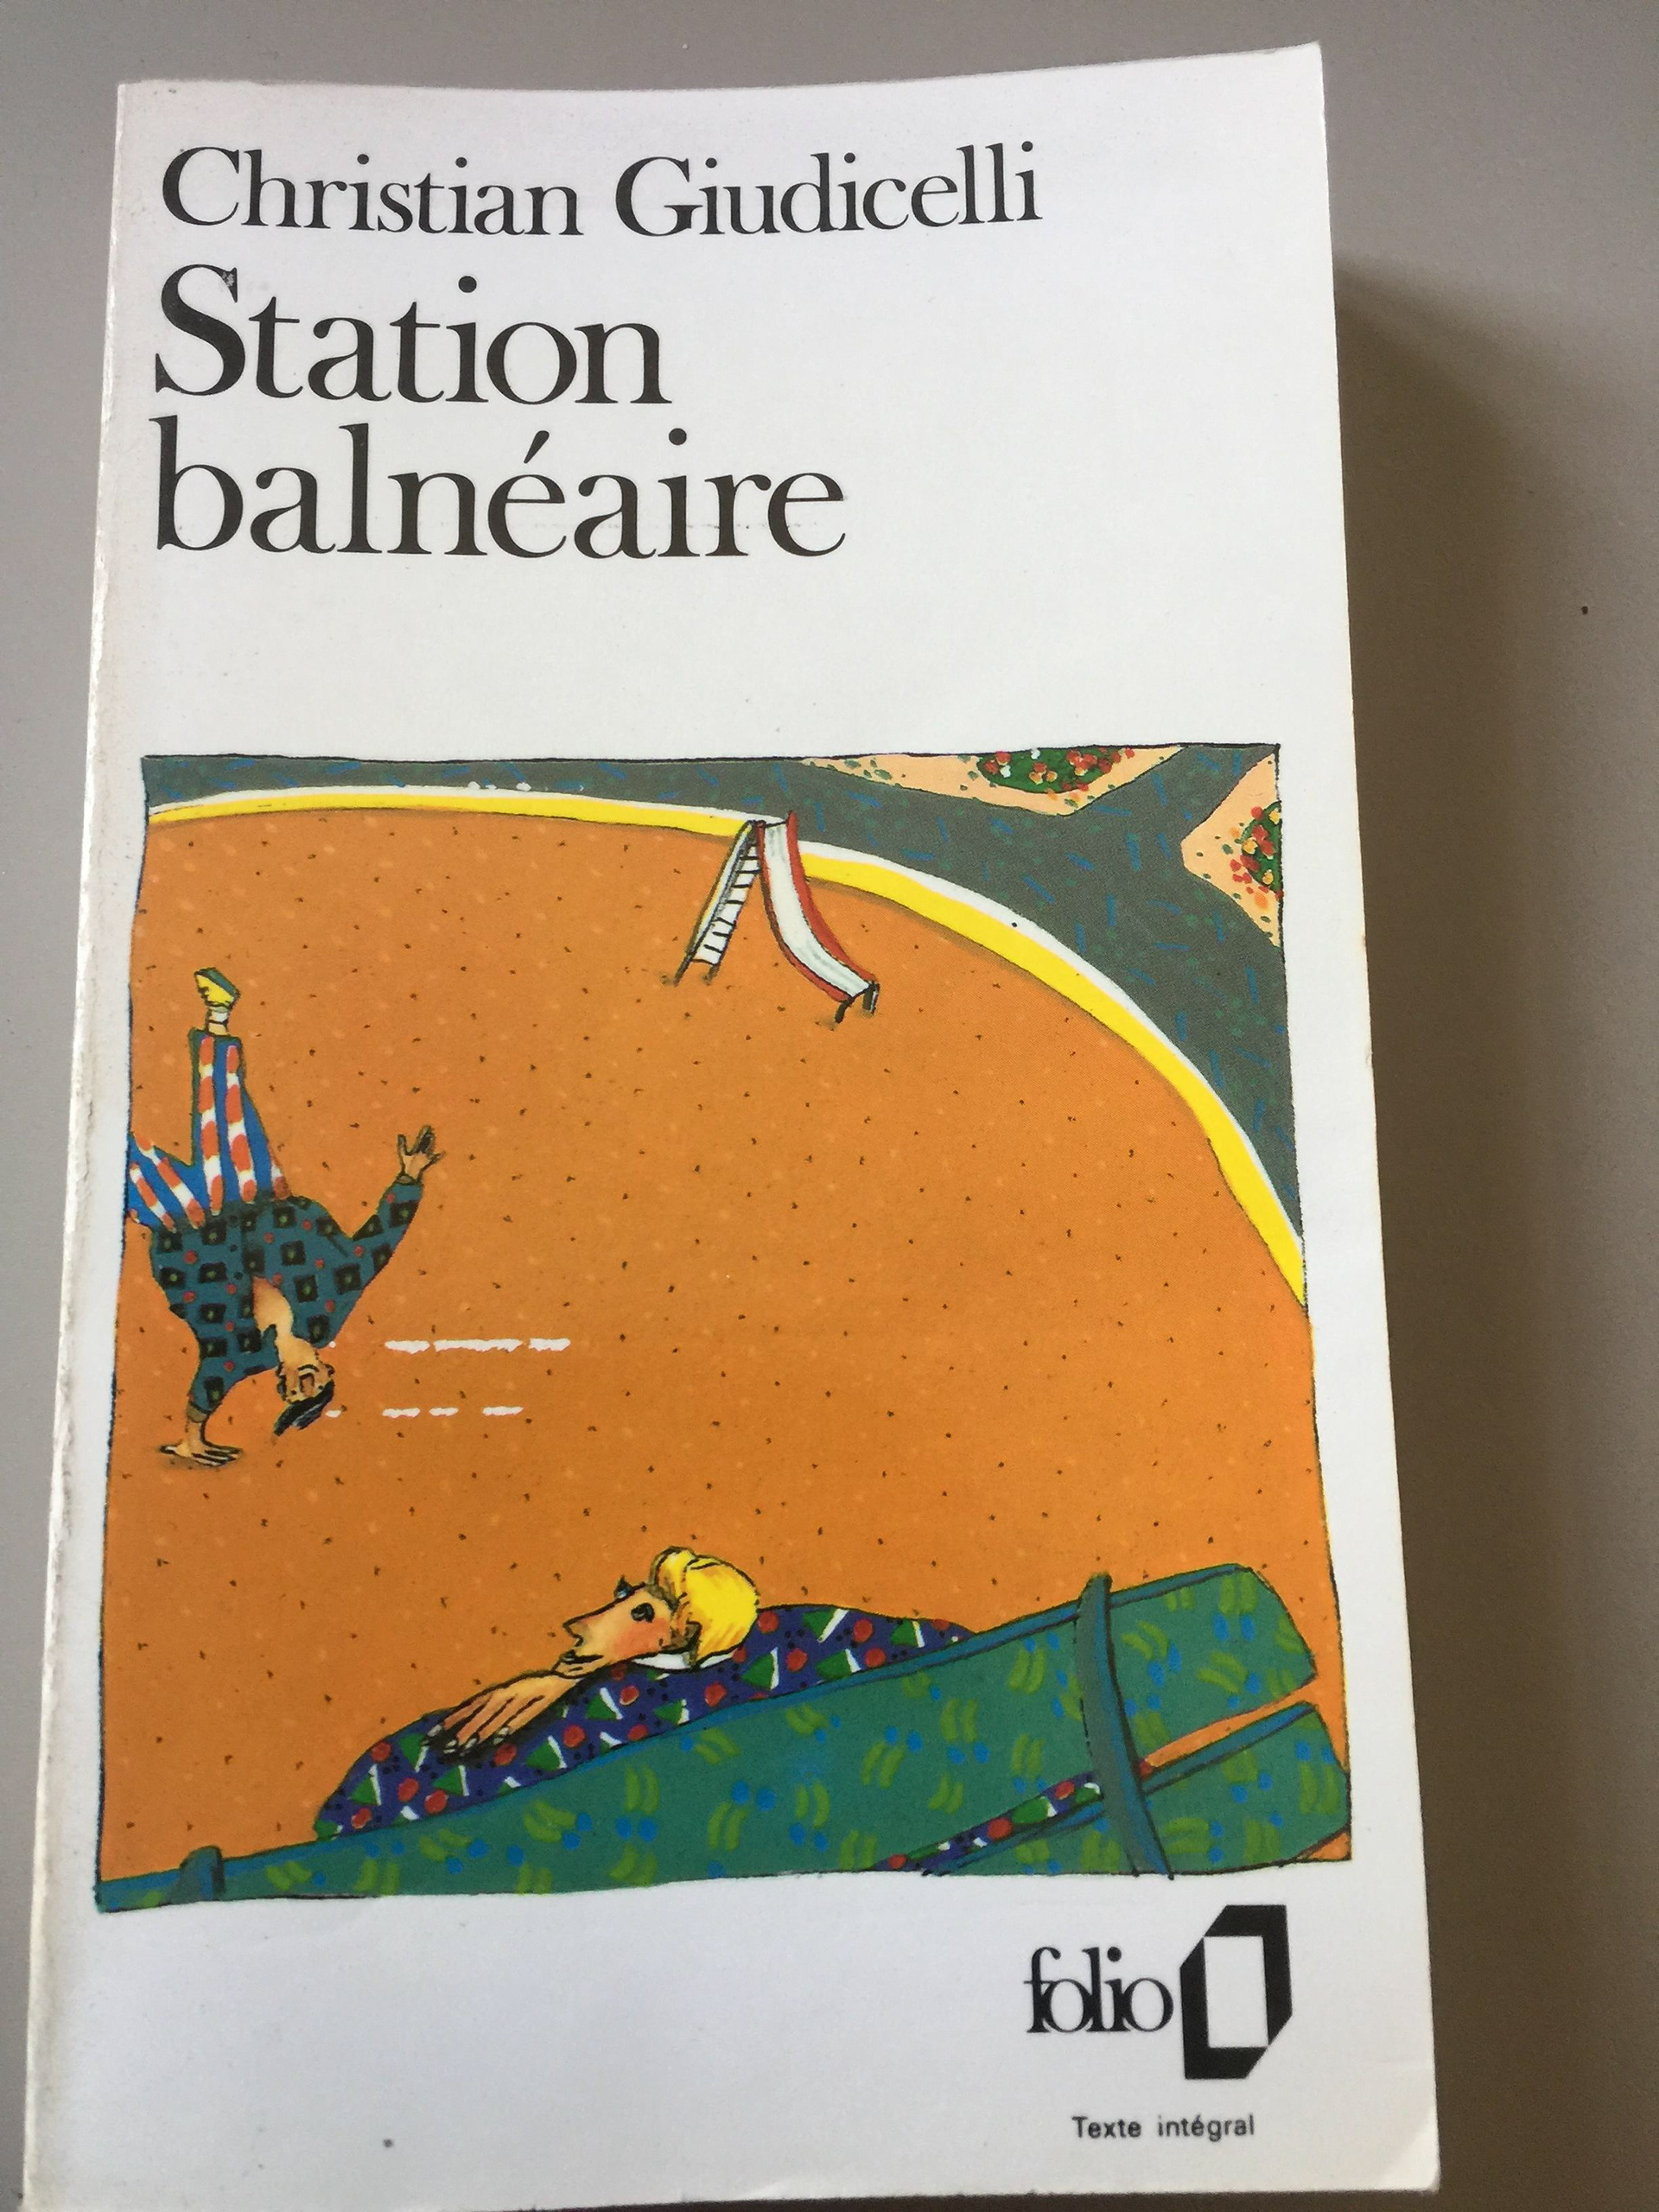 Christian Giudicelli
Station
balnéaire
folio
Texte intégral